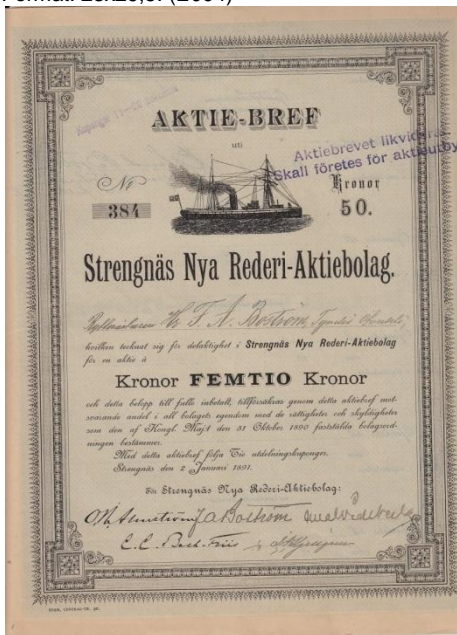 AKTIE-BREF
uti
Aktiebrevet
Skall företes för
No
384
Kronor
50.
Strengnäs Nya Rederi-Aktiebolag.
F. A. Boström,
hvilken tecknat sig för delaktighet i Strengnäs Nya Rederi-Aktiebolag
för en aktie à
Kronor FEMTIO Kronor
och detta belopp till fullo inbetalt, tillförsäkras genom detta aktiebref mot-
svarande andel i all bolagets egendom med de rättigheter och skyldigheter
som den af Kongl. Maj:t den 31 Oktober 1890 fastställda bolagsord-
ningen bestämmer.
Med detta aktiebref följa Tio utdelningskuponger.
Strengnäs den 2 Januari 1891.
För Strengnäs Nya Rederi-Aktiebolag:
J A Boström